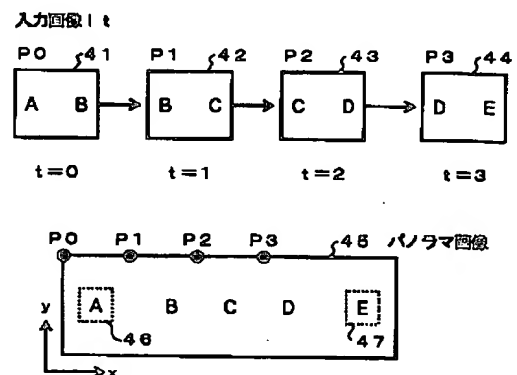 入力画像 I t
P0 41 P1 42 P2 43 P3 44
A B B C C D D E
t=0 t=1 t=2 t=3
P0 P1 P2 P3 45 パノラマ画像
y A B C D E
46 47
x